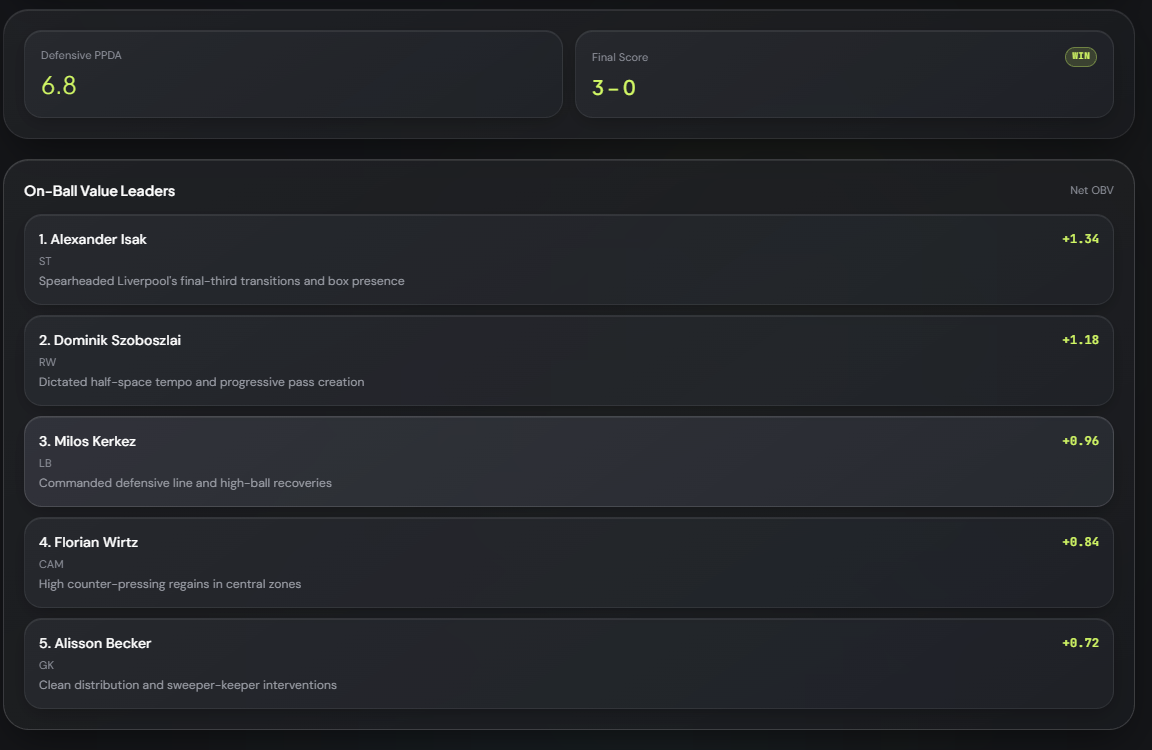 Defensive PPDA
6.8
Final Score
WIN
3 – 0
On-Ball Value Leaders
Net OBV
1. Alexander Isak
+1.34
ST
Spearheaded Liverpool's final-third transitions and box presence
2. Dominik Szoboszlai
+1.18
RW
Dictated half-space tempo and progressive pass creation
3. Milos Kerkez
+0.96
LB
Commanded defensive line and high-ball recoveries
4. Florian Wirtz
+0.84
CAM
High counter-pressing regains in central zones
5. Alisson Becker
+0.72
GK
Clean distribution and sweeper-keeper interventions